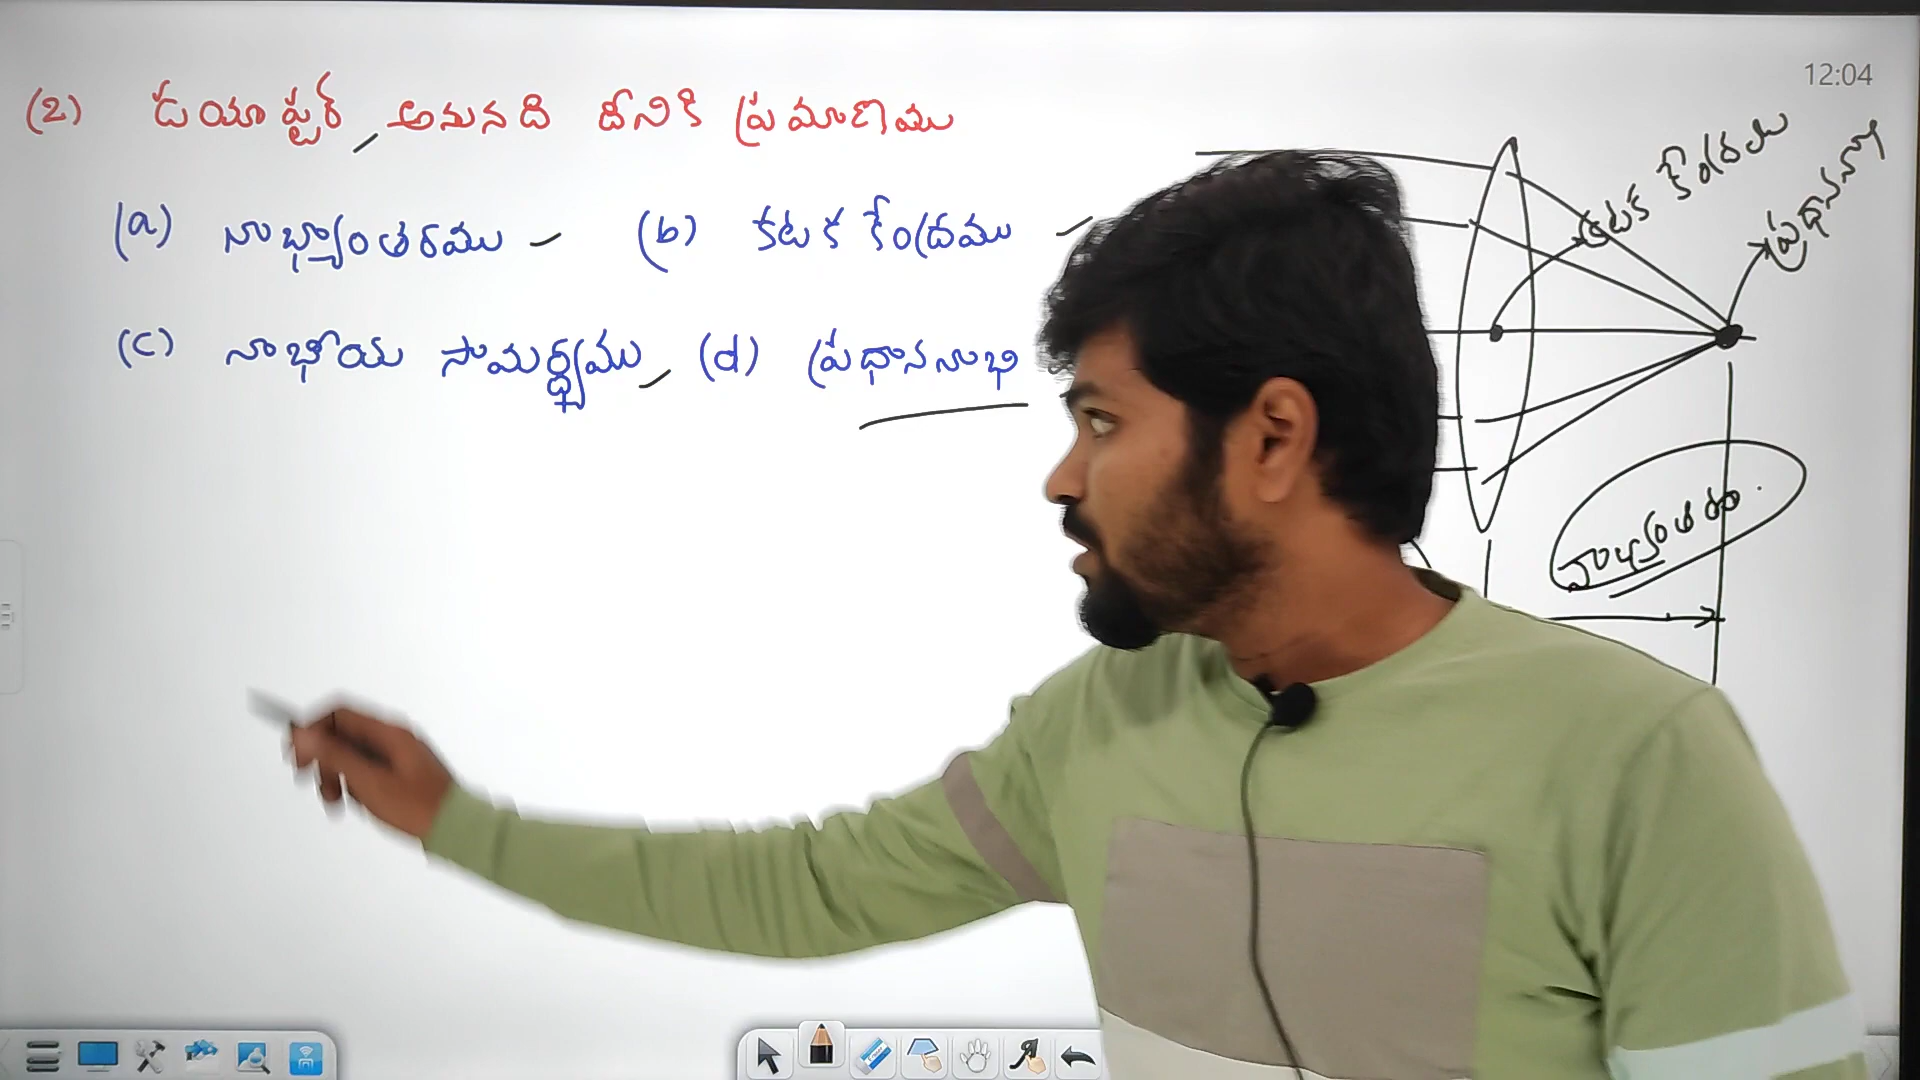 12:04
(2) డయాప్టర్ అనునది దీనికి ప్రమాణము
(a) నాభ్యాంతరము (b) కటక కేంద్రము
(c) నాభీయ సామర్థ్యము (d) ప్రధాననాభి
కటక కేంద్రము
ప్రధాననాభి
నాభ్యంతరం